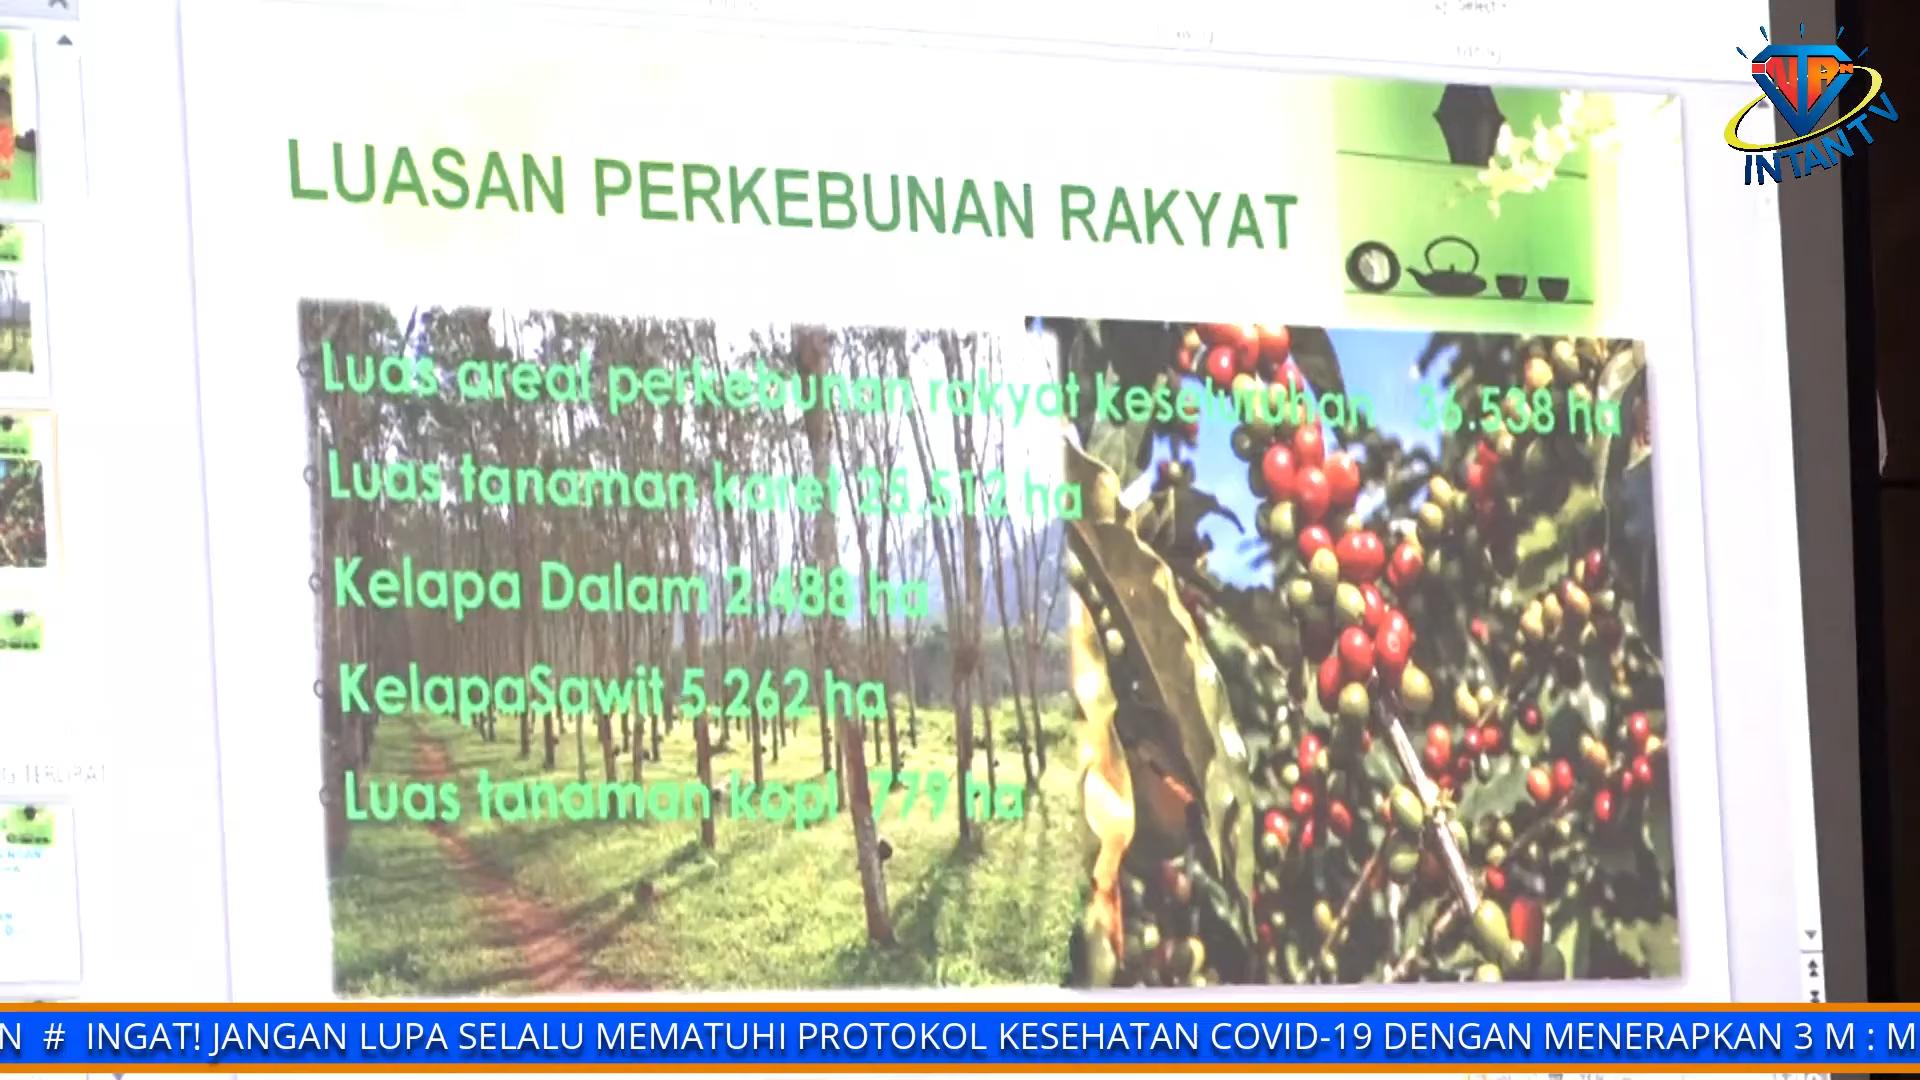 INTAN TV
LUASAN PERKEBUNAN RAKYAT
Luas areal perkebunan rakyat keseluruhan 36.538 ha
Luas tanaman karet 25.512 ha
Kelapa Dalam 2.488 ha
KelapaSawit 5.262 ha
Luas tanaman kopi 779 ha
N # INGAT! JANGAN LUPA SELALU MEMATUHI PROTOKOL KESEHATAN COVID-19 DENGAN MENERAPKAN 3 M : M